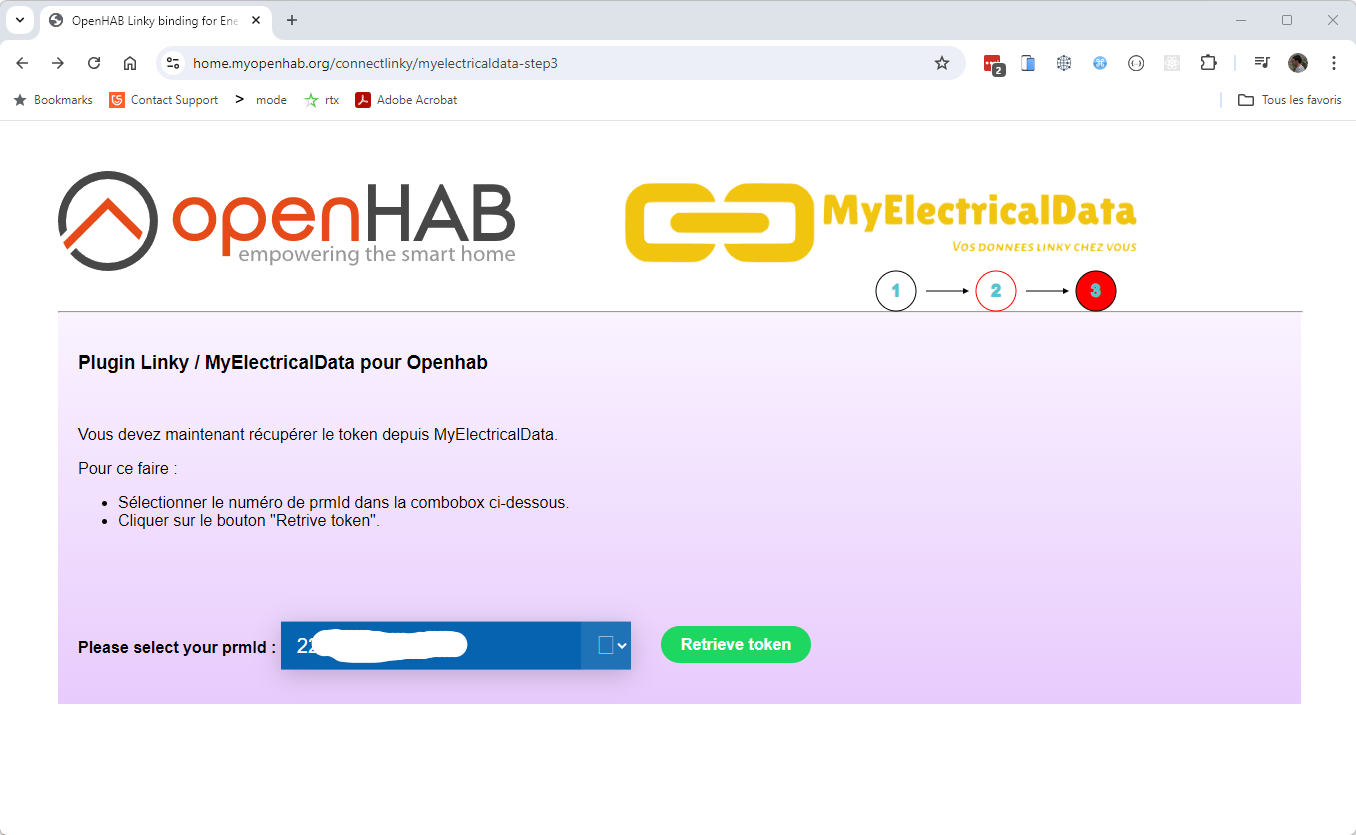 OpenHAB Linky binding for Ene
home.myopenhab.org/connectlinky/myelectricaldata-step3
2
Bookmarks
Contact Support
> mode
rtx
Adobe Acrobat
Tous les favoris
openHAB
empowering the smart home
MyElectricalData
VOS DONNEES LINKY CHEZ VOUS
1 2 3
Plugin Linky / MyElectricalData pour Openhab
Vous devez maintenant récupérer le token depuis MyElectricalData.
Pour ce faire :
• Sélectionner le numéro de prmId dans la combobox ci-dessous.
• Cliquer sur le bouton "Retrive token".
Please select your prmId : 22
Retrieve token